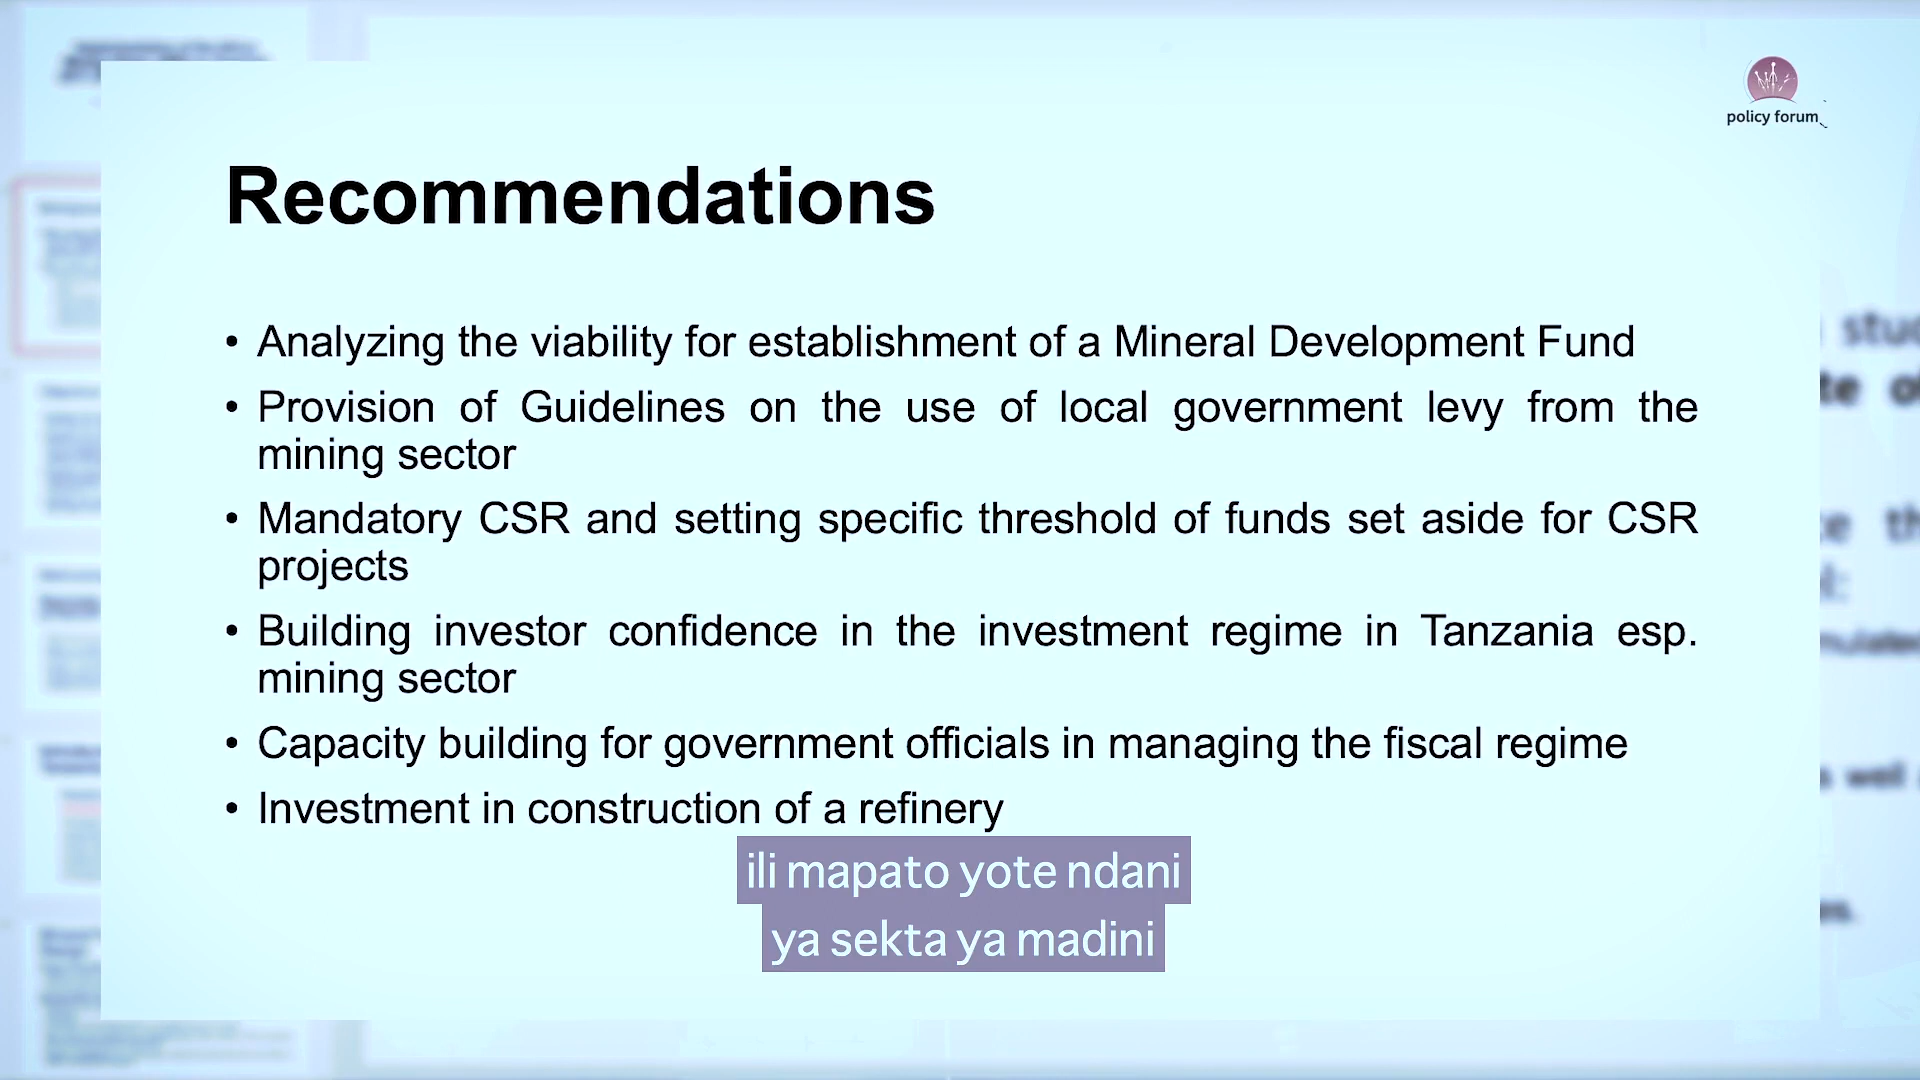 policy forum
Recommendations
• Analyzing the viability for establishment of a Mineral Development Fund
• Provision of Guidelines on the use of local government levy from the
mining sector
• Mandatory CSR and setting specific threshold of funds set aside for CSR
projects
• Building investor confidence in the investment regime in Tanzania esp.
mining sector
• Capacity building for government officials in managing the fiscal regime
• Investment in construction of a refinery
ili mapato yote ndani
ya sekta ya madini